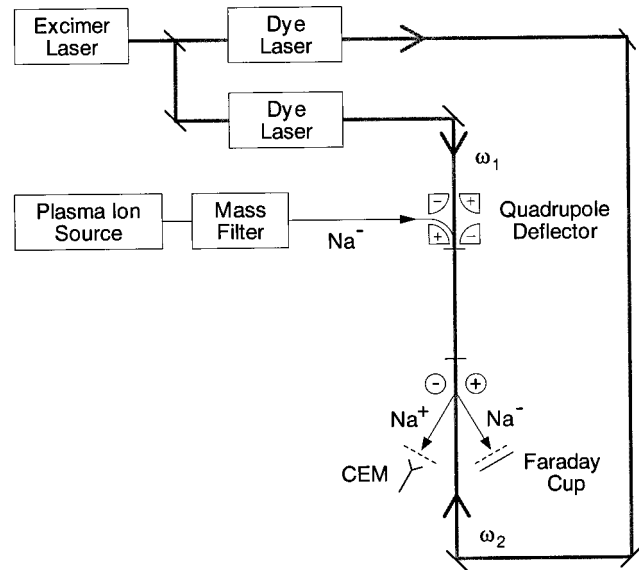 Excimer
Laser
Dye
Laser
Dye
Laser
ω₁
Plasma Ion
Source
Mass
Filter
Na⁻
− +
+ −
Quadrupole
Deflector
− +
Na⁺
Na⁻
CEM
Faraday
Cup
ω₂